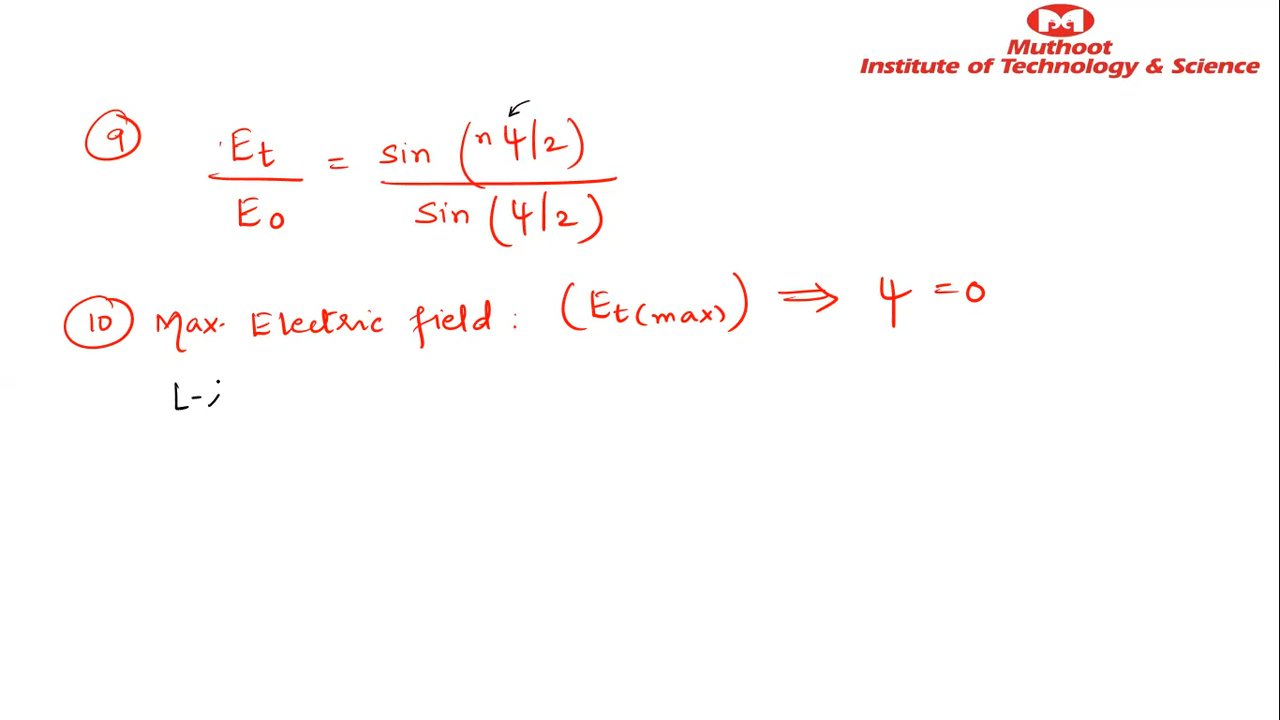 Muthoot
Institute of Technology & Science
9 Et/E0 = sin (n ψ/2) / sin (ψ/2)
10 Max. Electric field : (Et(max)) ⇒ ψ = 0